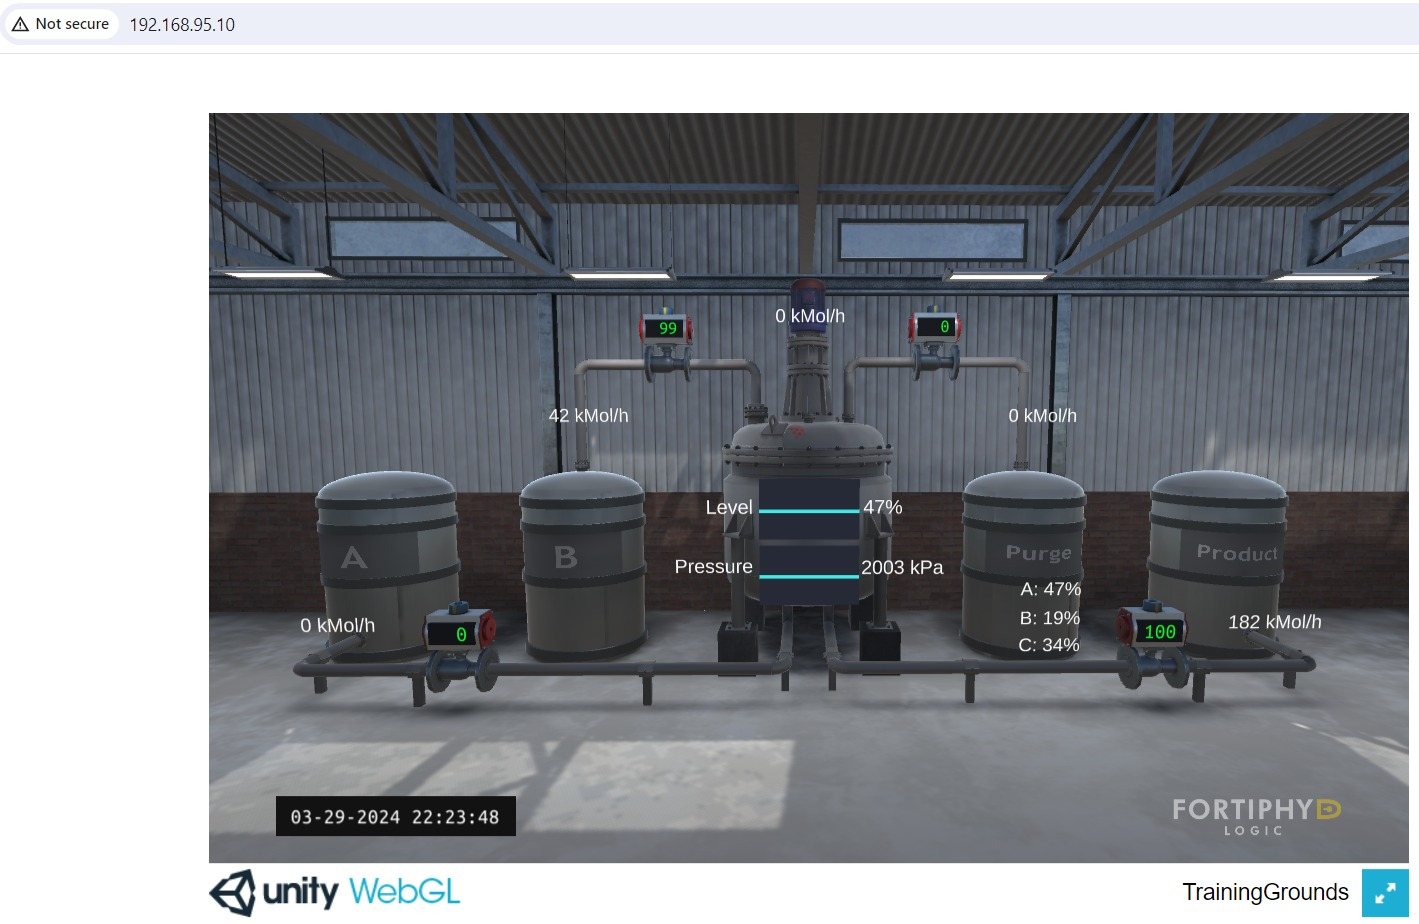 Not secure
192.168.95.10
99
0 kMol/h
0
42 kMol/h
0 kMol/h
Level
47%
Pressure
2003 kPa
A
B
Purge
Product
A: 47%
B: 19%
C: 34%
0 kMol/h
0
100
182 kMol/h
03-29-2024 22:23:48
FORTIPHYD
LOGIC
unity WebGL
TrainingGrounds